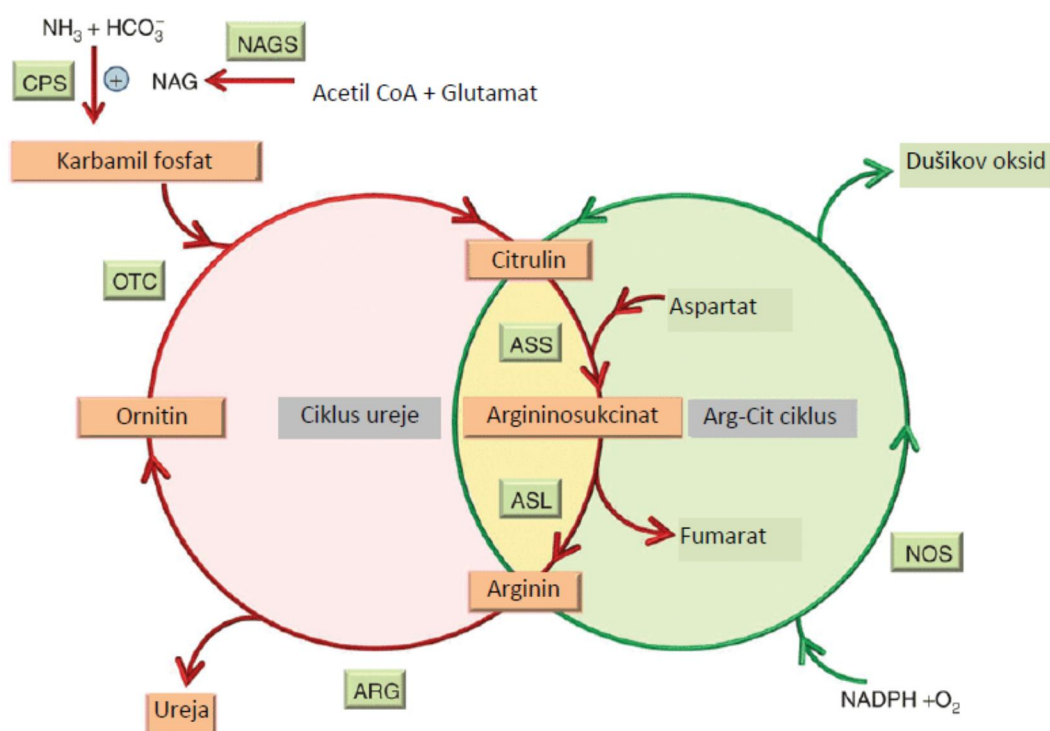 NH₃ + HCO₃⁻
NAGS
CPS
+
NAG
Acetil CoA + Glutamat
Karbamil fosfat
Dušikov oksid
Citrulin
OTC
Aspartat
ASS
Ornitin
Ciklus ureje
Argininosukcinat
Arg-Cit ciklus
ASL
Fumarat
NOS
Arginin
ARG
Ureja
NADPH +O₂